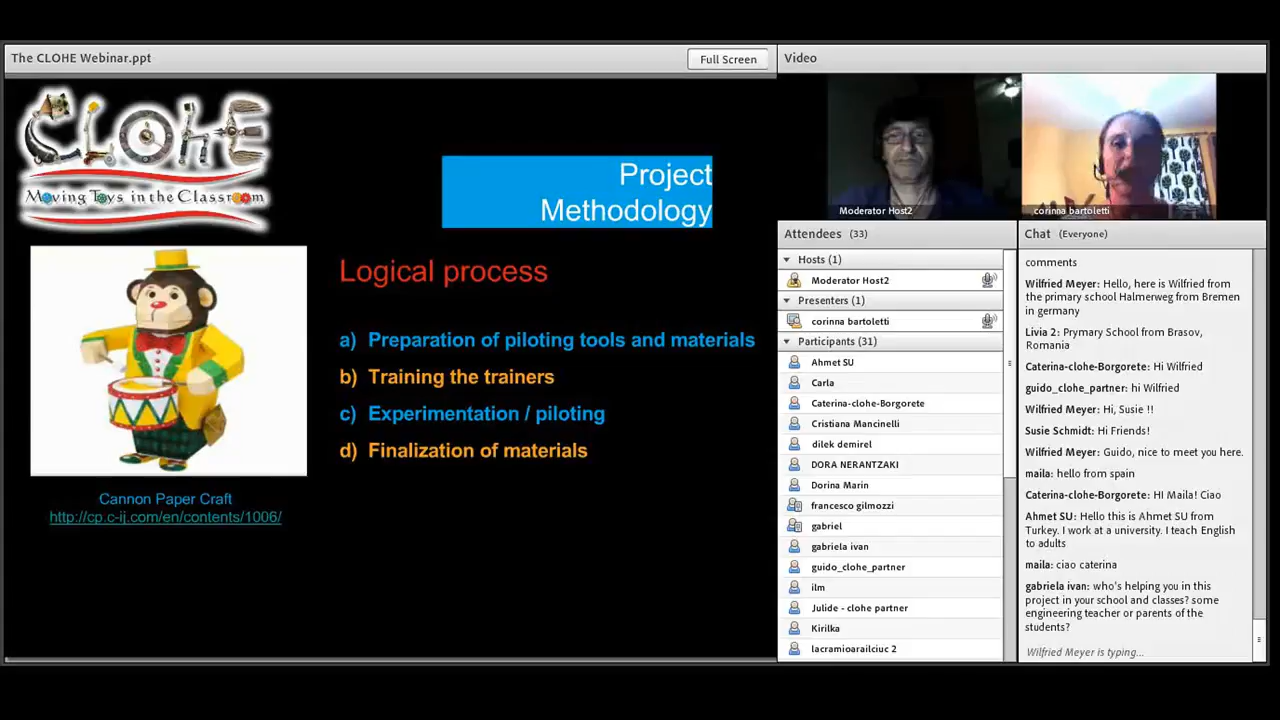 The CLOHE Webinar.ppt
Full Screen
CLOHE
Moving Toys in the Classroom
Project
Methodology
Logical process
a) Preparation of piloting tools and materials
b) Training the trainers
c) Experimentation / piloting
d) Finalization of materials
Cannon Paper Craft
http://cp.c-ij.com/en/contents/1006/
Video
Moderator Host2
corinna bartoletti
Attendees (33)
Hosts (1)
Moderator Host2
Presenters (1)
corinna bartoletti
Participants (31)
Ahmet SU
Carla
Caterina-clohe-Borgorete
Cristiana Mancinelli
dilek demirel
DORA NERANTZAKI
Dorina Marin
francesco gilmozzi
gabriel
gabriela ivan
guido_clohe_partner
ilm
Julide - clohe partner
Kirilka
lacramioarailciuc 2
Chat (Everyone)
comments
Wilfried Meyer: Hello, here is Wilfried from
the primary school Halmerweg from Bremen
in germany
Livia 2: Prymary School from Brasov,
Romania
Caterina-clohe-Borgorete: Hi Wilfried
guido_clohe_partner: hi Wilfried
Wilfried Meyer: Hi, Susie !!
Susie Schmidt: Hi Friends!
Wilfried Meyer: Guido, nice to meet you here.
maila: hello from spain
Caterina-clohe-Borgorete: HI Maila! Ciao
Ahmet SU: Hello this is Ahmet SU from
Turkey. I work at a university. I teach English
to adults
maila: ciao caterina
gabriela ivan: who's helping you in this
project in your school and classes? some
engineering teacher or parents of the
students?
Wilfried Meyer is typing...